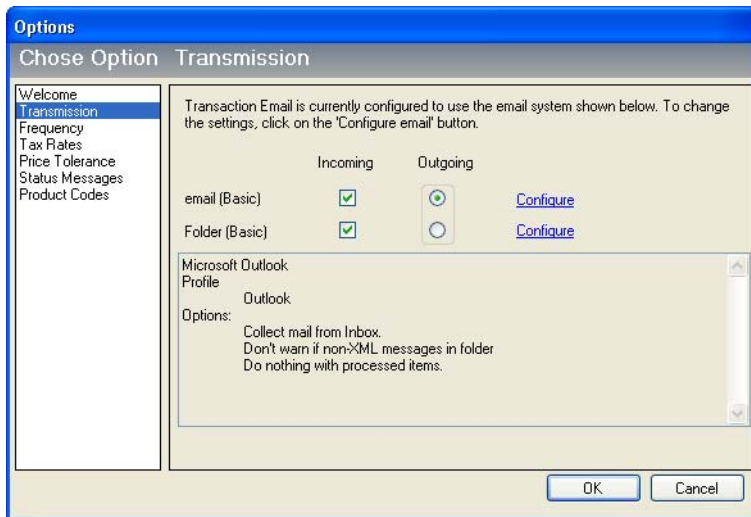 Options
Chose Option Transmission
Welcome
Transmission
Frequency
Tax Rates
Price Tolerance
Status Messages
Product Codes
Transaction Email is currently configured to use the email system shown below. To change
the settings, click on the 'Configure email' button.
Incoming Outgoing
email (Basic) Configure
Folder (Basic) Configure
Microsoft Outlook
Profile
Outlook
Options:
Collect mail from Inbox.
Don't warn if non-XML messages in folder
Do nothing with processed items.
OK Cancel